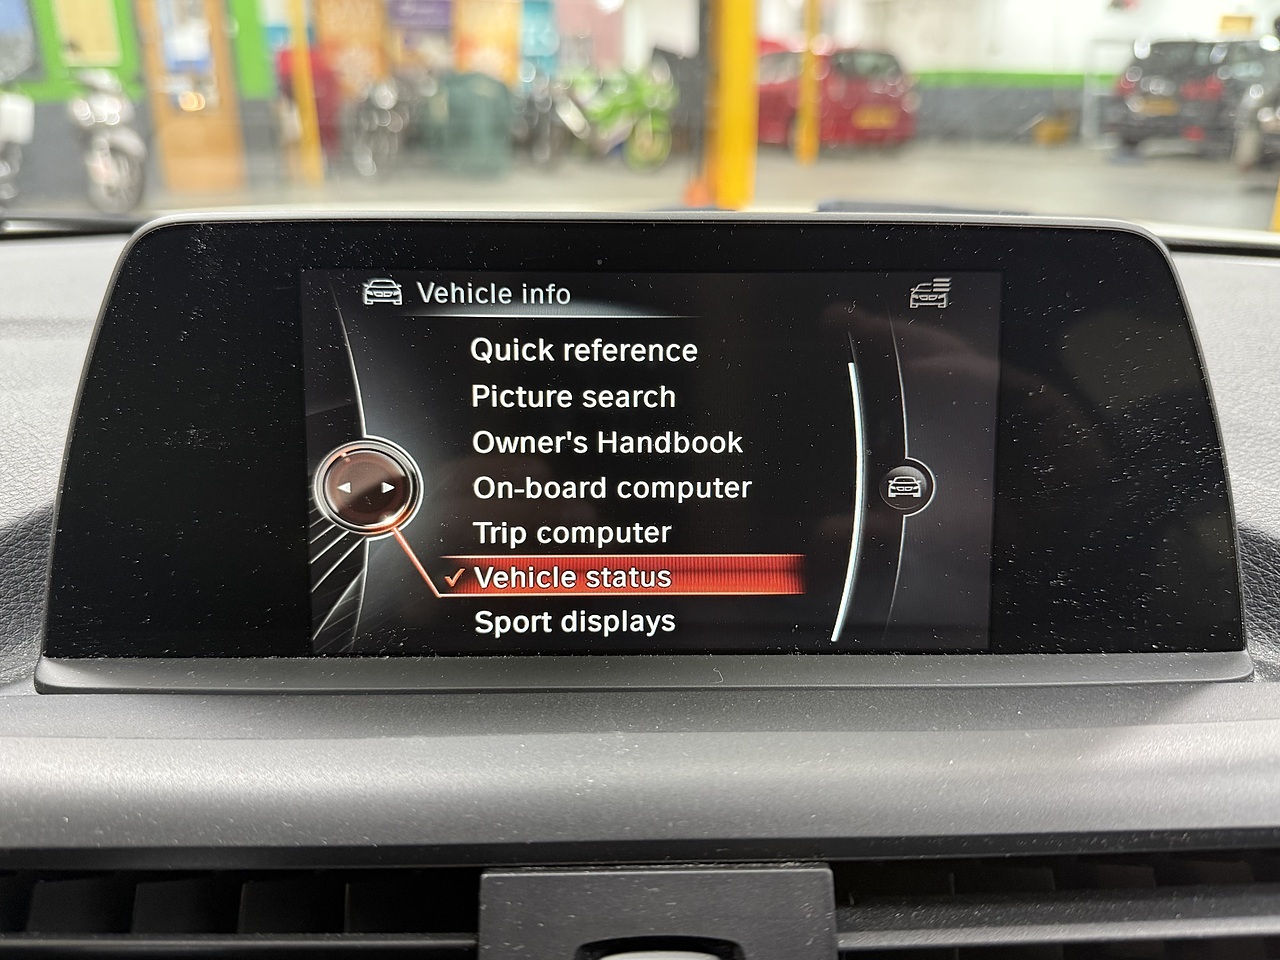 Vehicle info
Quick reference
Picture search
Owner's Handbook
On-board computer
Trip computer
Vehicle status
Sport displays